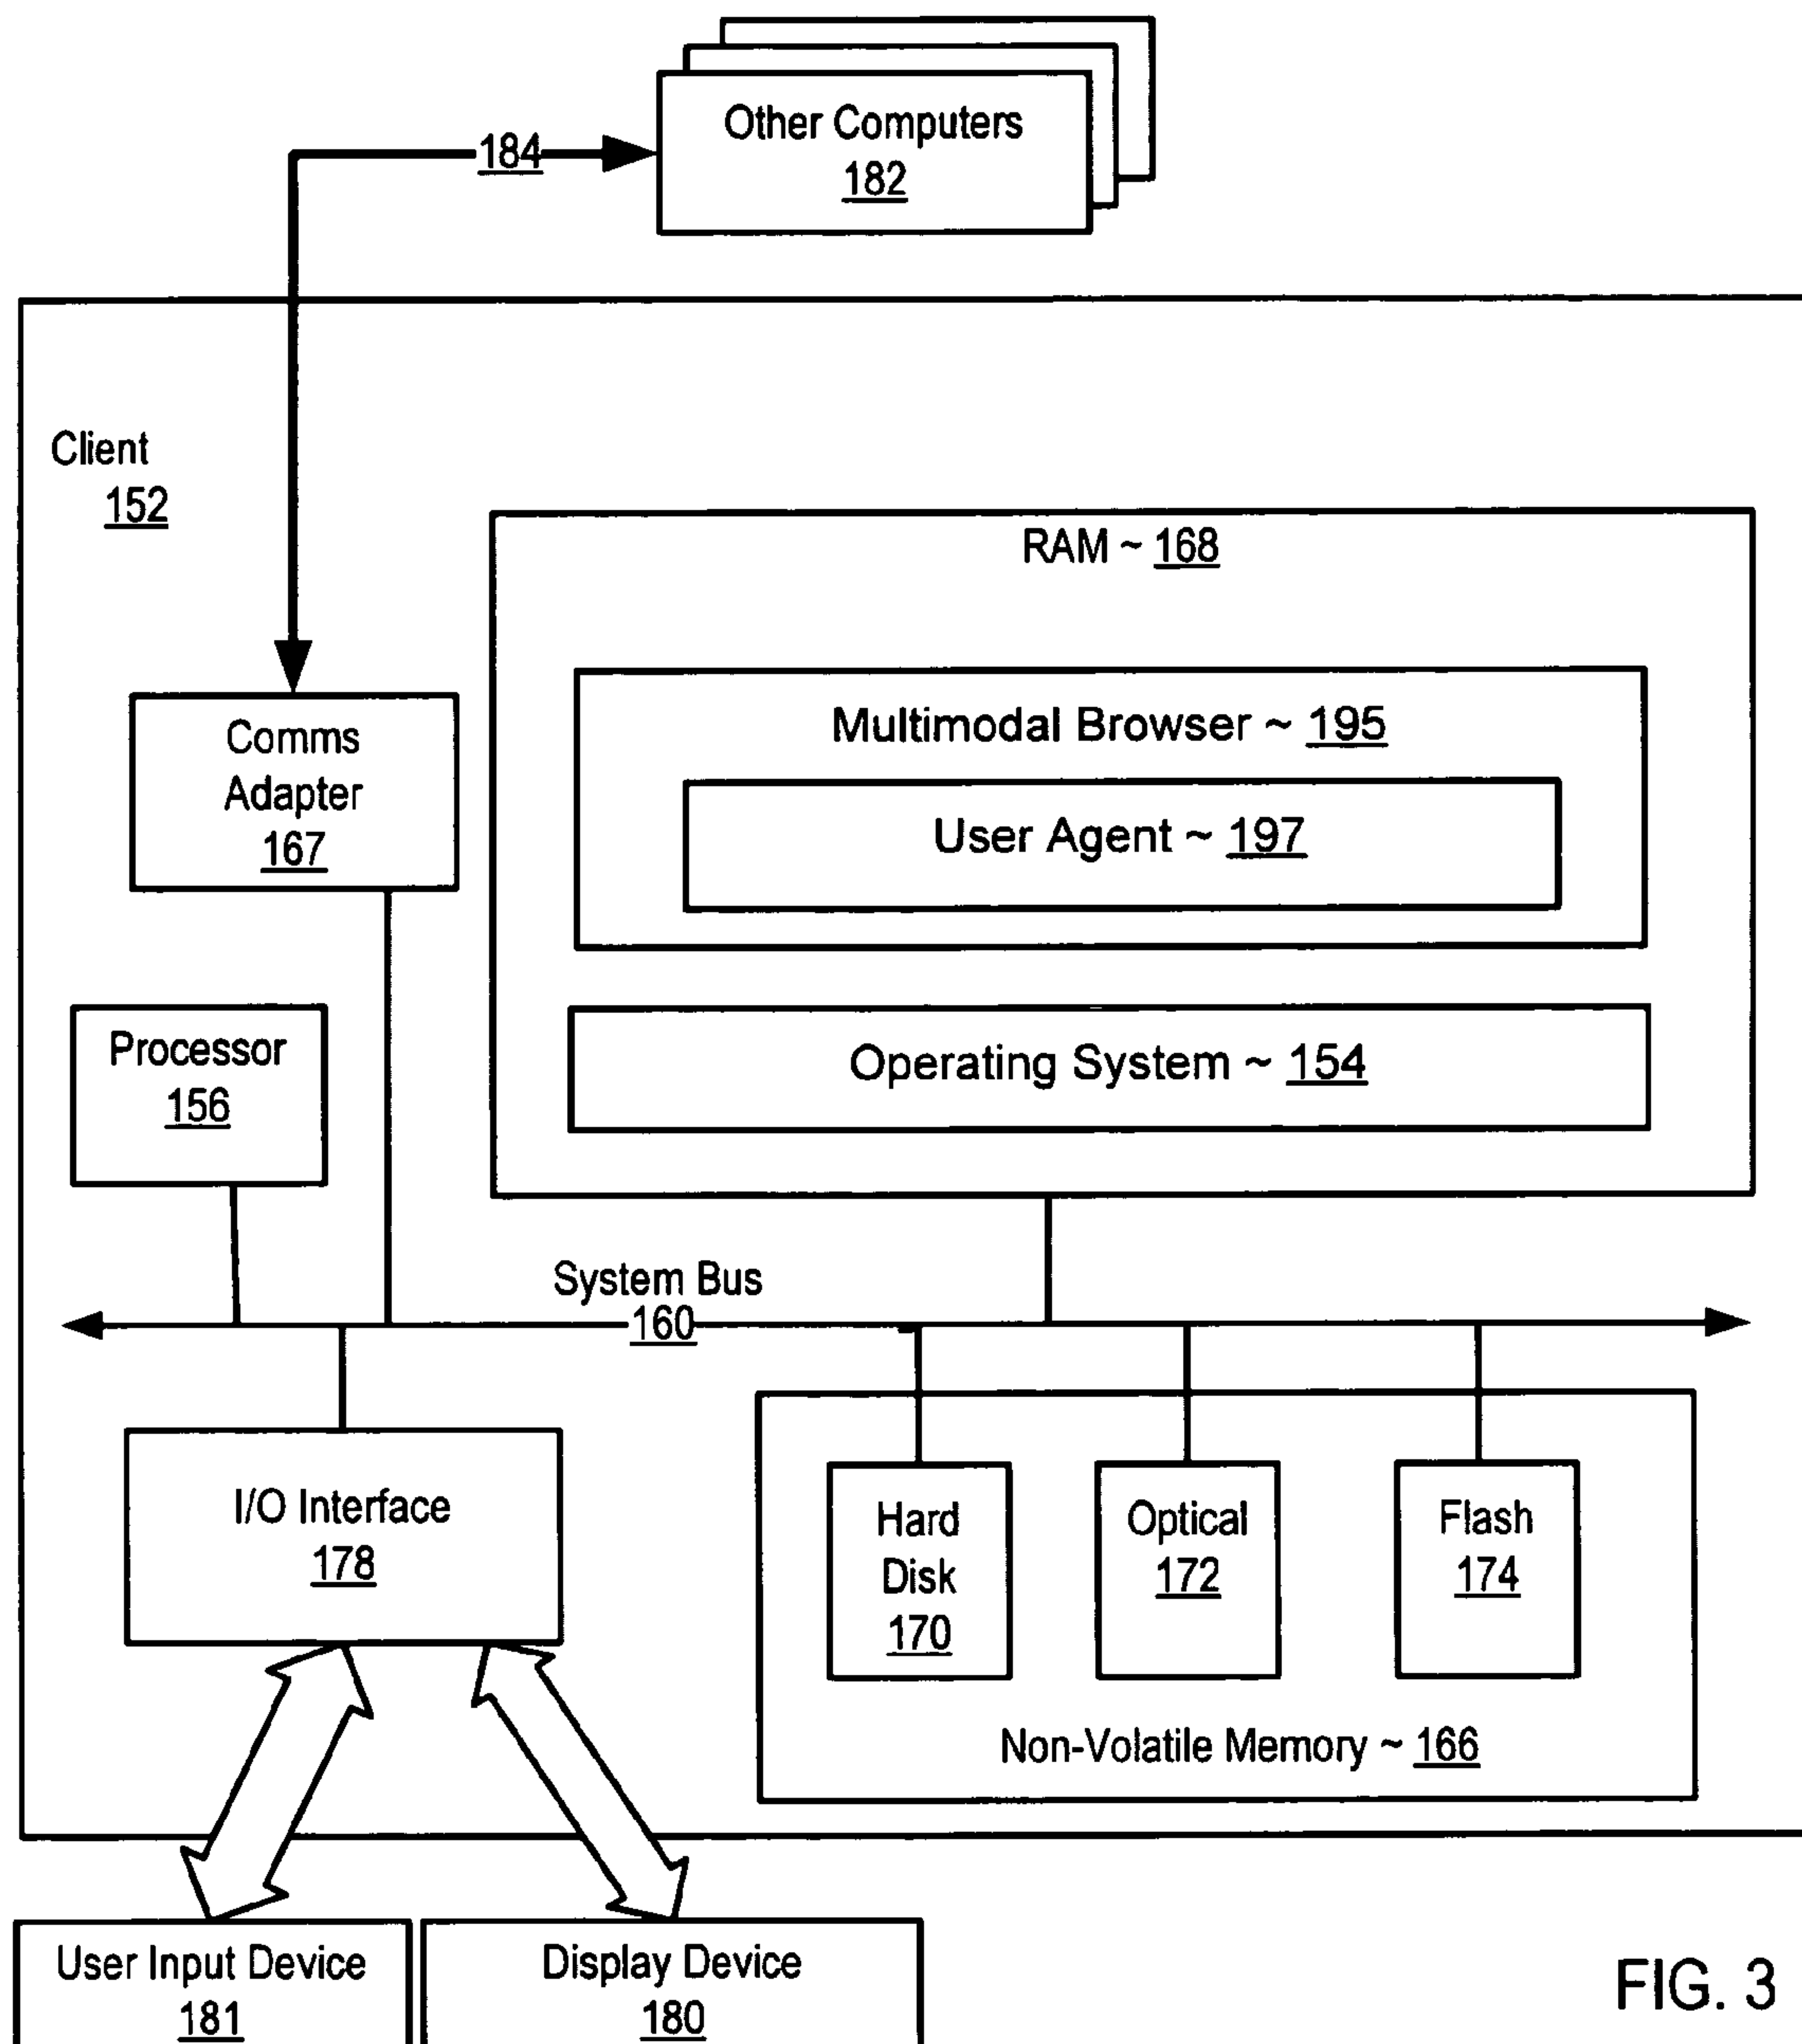 Other Computers
182
184
Client
152
RAM ~ 168
Multimodal Browser ~ 195
User Agent ~ 197
Comms
Adapter
167
Processor
156
Operating System ~ 154
System Bus
160
I/O Interface
178
Hard
Disk
170
Optical
172
Flash
174
Non-Volatile Memory ~ 166
User Input Device
181
Display Device
180
FIG. 3